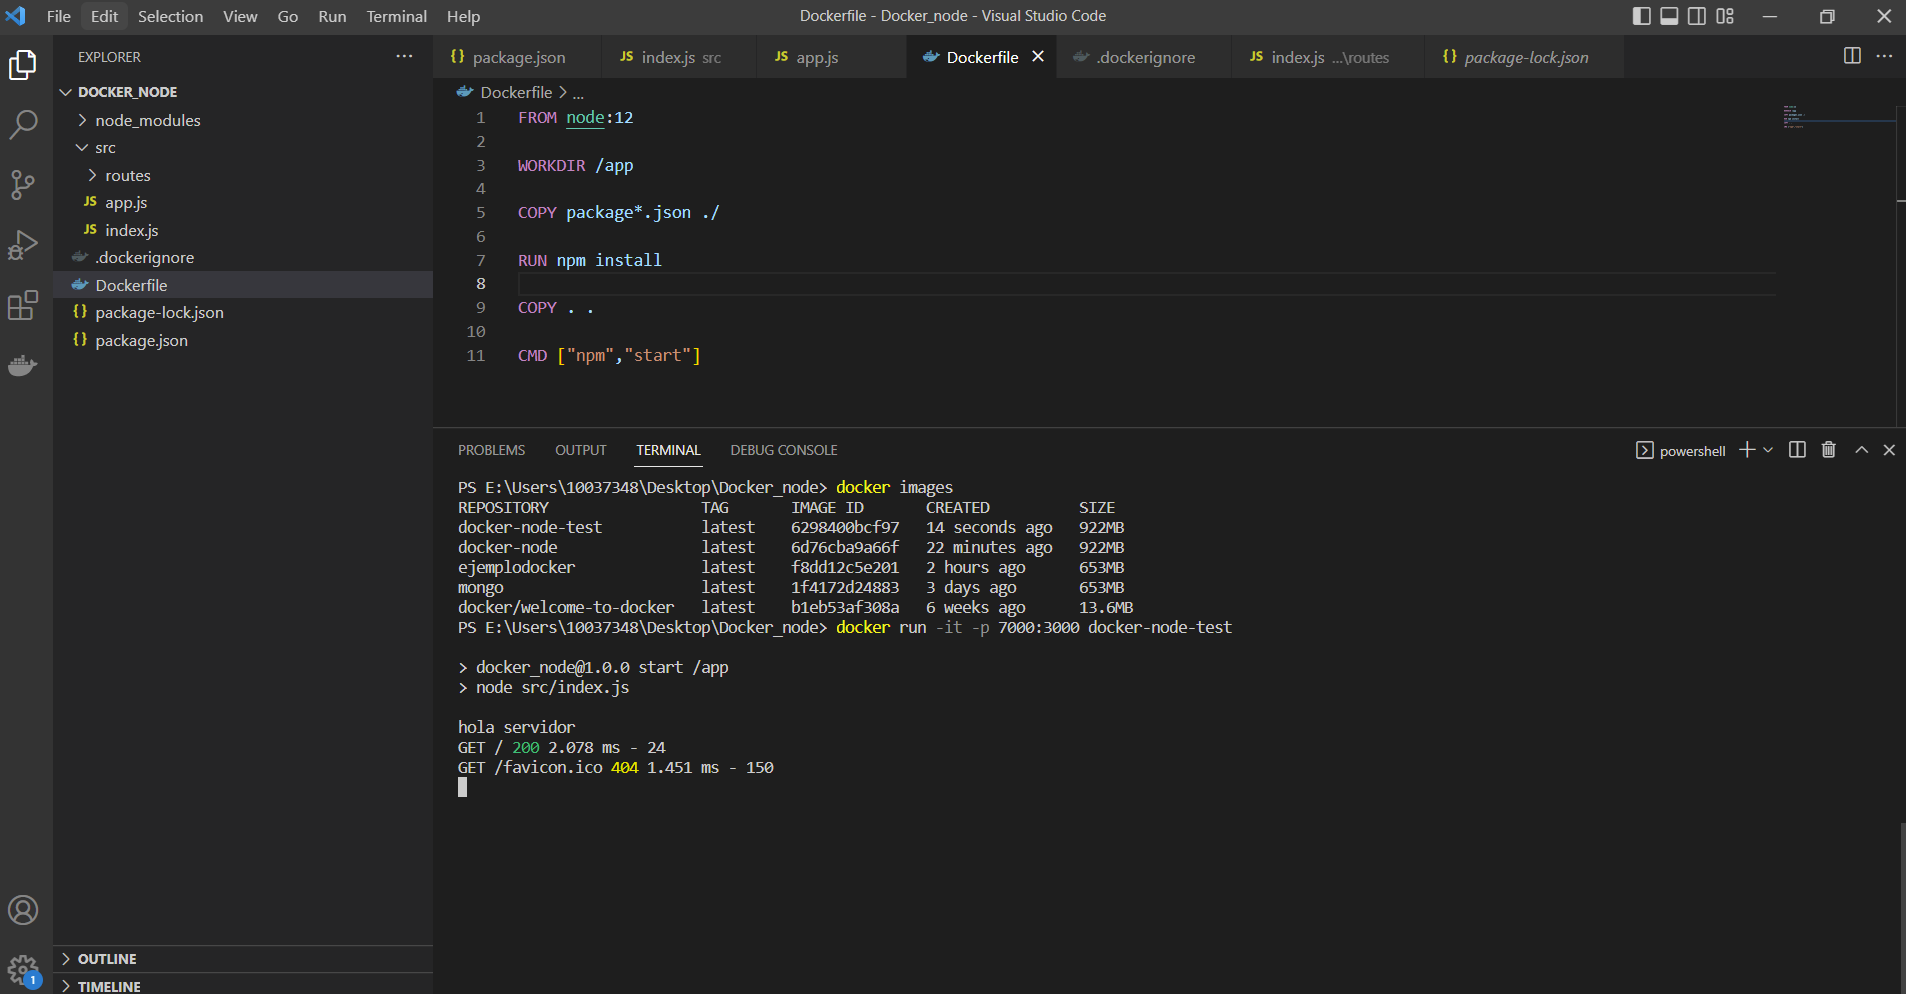 File Edit Selection View Go Run Terminal Help
Dockerfile - Docker_node - Visual Studio Code
EXPLORER
DOCKER_NODE
node_modules
src
routes
JS app.js
JS index.js
.dockerignore
Dockerfile
{} package-lock.json
{} package.json
OUTLINE
TIMELINE
1
{} package.json
JS index.js src
JS app.js
Dockerfile
.dockerignore
JS index.js ...\routes
{} package-lock.json
Dockerfile > ...
1 FROM node:12
2
3 WORKDIR /app
4
5 COPY package*.json ./
6
7 RUN npm install
8
9 COPY . .
10
11 CMD ["npm","start"]
PROBLEMS OUTPUT TERMINAL DEBUG CONSOLE
powershell
PS E:\Users\10037348\Desktop\Docker_node> docker images
REPOSITORY TAG IMAGE ID CREATED SIZE
docker-node-test latest 6298400bcf97 14 seconds ago 922MB
docker-node latest 6d76cba9a66f 22 minutes ago 922MB
ejemplodocker latest f8dd12c5e201 2 hours ago 653MB
mongo latest 1f4172d24883 3 days ago 653MB
docker/welcome-to-docker latest b1eb53af308a 6 weeks ago 13.6MB
PS E:\Users\10037348\Desktop\Docker_node> docker run -it -p 7000:3000 docker-node-test
> docker_node@1.0.0 start /app
> node src/index.js
hola servidor
GET / 200 2.078 ms - 24
GET /favicon.ico 404 1.451 ms - 150